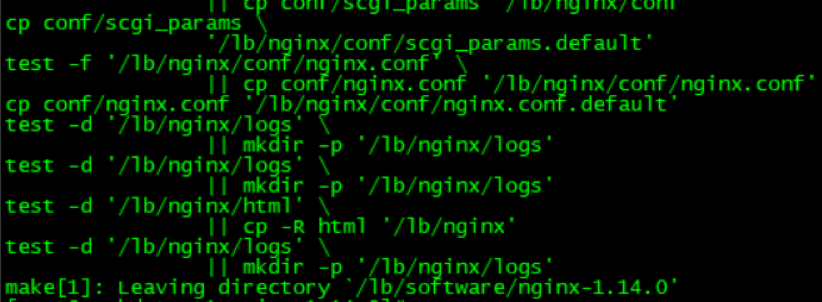 || cp conf/scgi_params '/lb/nginx/conf'
cp conf/scgi_params \
'/lb/nginx/conf/scgi_params.default'
test -f '/lb/nginx/conf/nginx.conf' \
|| cp conf/nginx.conf '/lb/nginx/conf/nginx.conf'
cp conf/nginx.conf '/lb/nginx/conf/nginx.conf.default'
test -d '/lb/nginx/logs' \
|| mkdir -p '/lb/nginx/logs'
test -d '/lb/nginx/logs' \
|| mkdir -p '/lb/nginx/logs'
test -d '/lb/nginx/html' \
|| cp -R html '/lb/nginx'
test -d '/lb/nginx/logs' \
|| mkdir -p '/lb/nginx/logs'
make[1]: Leaving directory `/lb/software/nginx-1.14.0'